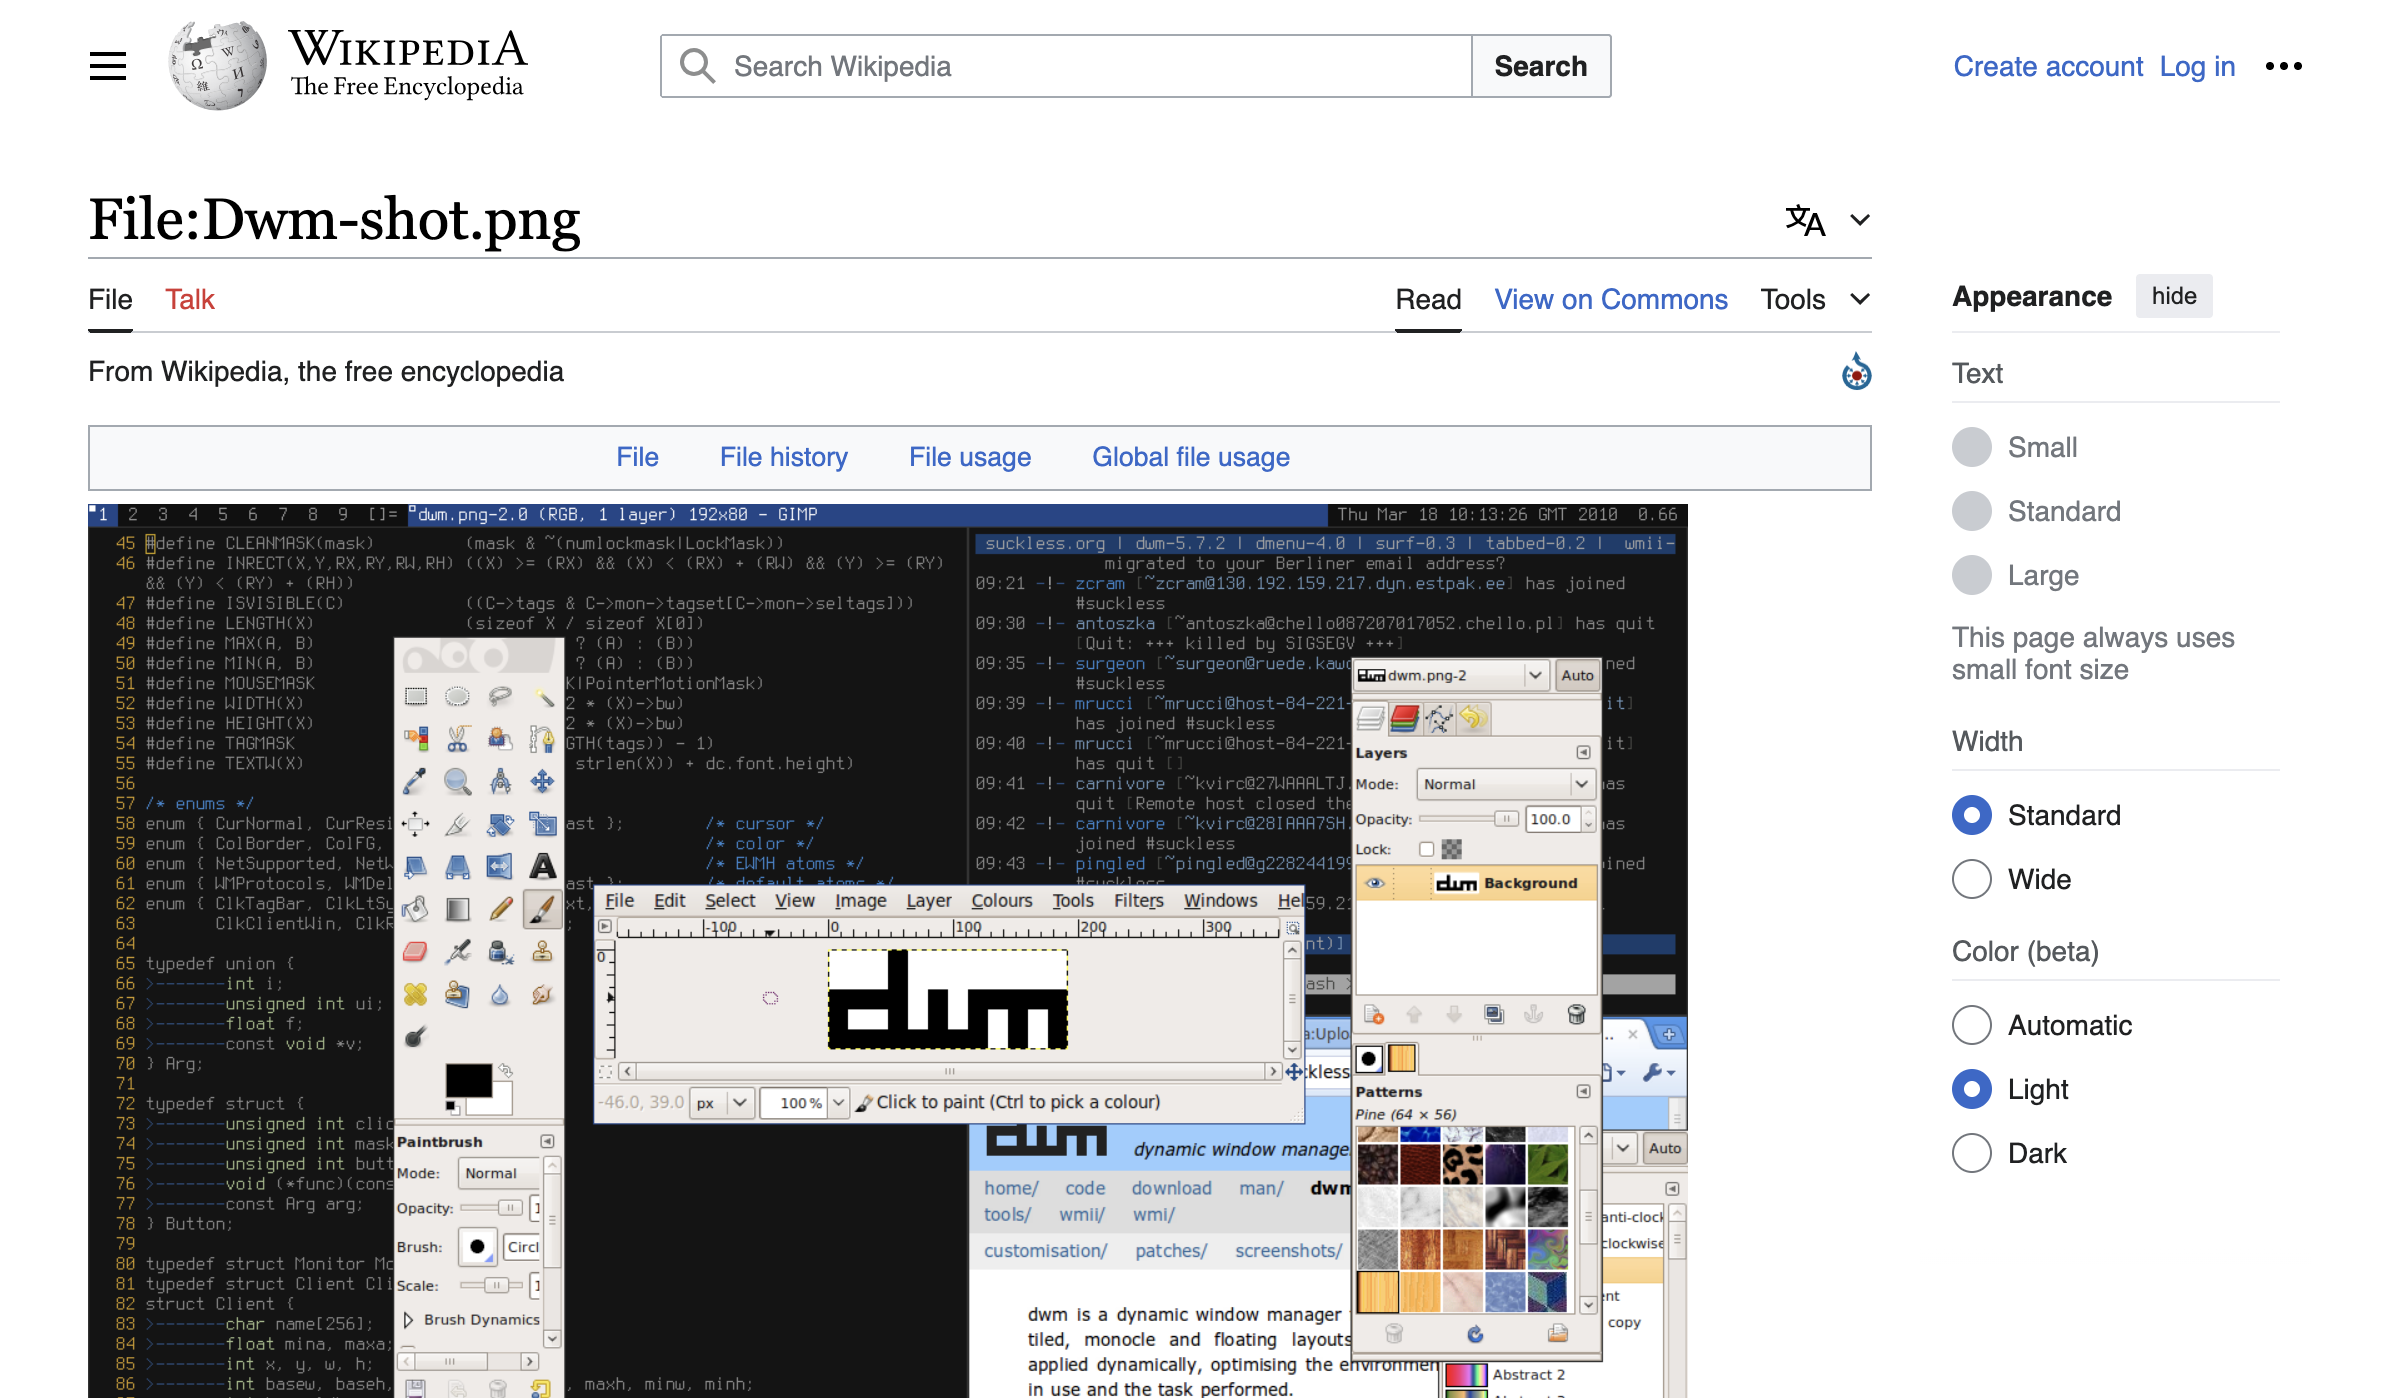 WIKIPEDIA
The Free Encyclopedia
Search Wikipedia
Search
Create account
Log in
File:Dwm-shot.png
File
Talk
Read
View on Commons
Tools
From Wikipedia, the free encyclopedia
File
File history
File usage
Global file usage
Appearance
hide
Text
Small
Standard
Large
This page always uses
small font size
Width
Standard
Wide
Color (beta)
Automatic
Light
Dark
1 2 3 4 5 6 7 8 9 []= dwm.png-2.0 (RGB, 1 layer) 192x80 - GIMP
Thu Mar 18 10:13:26 GMT 2010 0.66
45 #define CLEANMASK(mask) (mask & ~(numlockmask|LockMask))
46 #define INRECT(X,Y,RX,RY,RW,RH) ((X) >= (RX) && (X) < (RX) + (RW) && (Y) >= (RY)
&& (Y) < (RY) + (RH))
47 #define ISVISIBLE(C) ((C->tags & C->mon->tagset[C->mon->seltags]))
48 #define LENGTH(X) (sizeof X / sizeof X[0])
49 #define MAX(A, B) ? (A) : (B))
50 #define MIN(A, B) ? (A) : (B))
51 #define MOUSEMASK K|PointerMotionMask)
52 #define WIDTH(X) 2 * (X)->bw)
53 #define HEIGHT(X) 2 * (X)->bw)
54 #define TAGMASK GTH(tags)) - 1)
55 #define TEXTW(X) strlen(X)) + dc.font.height)
56
57 /* enums */
58 enum { CurNormal, CurResi ast }; /* cursor */
59 enum { ColBorder, ColFG, /* color */
60 enum { NetSupported, NetW /* EWMH atoms */
61 enum { WMProtocols, WMDel ast }; /* default atoms */
62 enum { ClkTagBar, ClkLtSy xt,
63 ClkClientWin, ClkR ;
64
65 typedef union {
66 >-------int i;
67 >-------unsigned int ui;
68 >-------float f;
69 >-------const void *v;
70 } Arg;
71
72 typedef struct {
73 >-------unsigned int clic
74 >-------unsigned int mask
75 >-------unsigned int butt
76 >-------void (*func)(cons
77 >-------const Arg arg;
78 } Button;
79
80 typedef struct Monitor Mo
81 typedef struct Client Cli
82 struct Client {
83 >-------char name[256];
84 >-------float mina, maxa;
85 >-------int x, y, w, h;
86 >-------int basew, baseh, , maxh, minw, minh;
suckless.org | dwm-5.7.2 | dmenu-4.0 | surf-0.3 | tabbed-0.2 | wmii-
migrated to your Berliner email address?
09:21 -!- zcram [~zcram@130.192.159.217.dyn.estpak.ee] has joined
#suckless
09:30 -!- antoszka [~antoszka@chello087207017052.chello.pl] has quit
[Quit: +++ killed by SIGSEGV +++]
09:35 -!- surgeon [~surgeon@ruede.kawo ned
#suckless
09:39 -!- mrucci [~mrucci@host-84-221- it]
has joined #suckless
09:40 -!- mrucci [~mrucci@host-84-221- it]
has quit []
09:41 -!- carnivore [~kvirc@27WAAALTJ. has
quit [Remote host closed the
09:42 -!- carnivore [~kvirc@28IAAA7SH. has
joined #suckless
09:43 -!- pingled [~pingled@g228244199 ined
#suckless
59.21
nt)]
ash >
Paintbrush
Mode: Normal
Opacity: 1
Brush: Circl
Scale: 1
Brush Dynamics
File Edit Select View Image Layer Colours Tools Filters Windows Hel
-100 0 100 200 300
0
dwm
-46.0, 39.0 px 100 % Click to paint (Ctrl to pick a colour)
dwm.png-2 Auto
Layers
Mode: Normal
Opacity: 100.0
Lock:
dwm Background
Patterns
Pine (64 × 56)
a:Uplo
ckless
dwm dynamic window manage
home/ code download man/ dwm
tools/ wmii/ wmi/
customisation/ patches/ screenshots/
dwm is a dynamic window manager
tiled, monocle and floating layouts
applied dynamically, optimising the environmen
in use and the task performed.
Auto
anti-clock
clockwise
ent
copy
Abstract 2